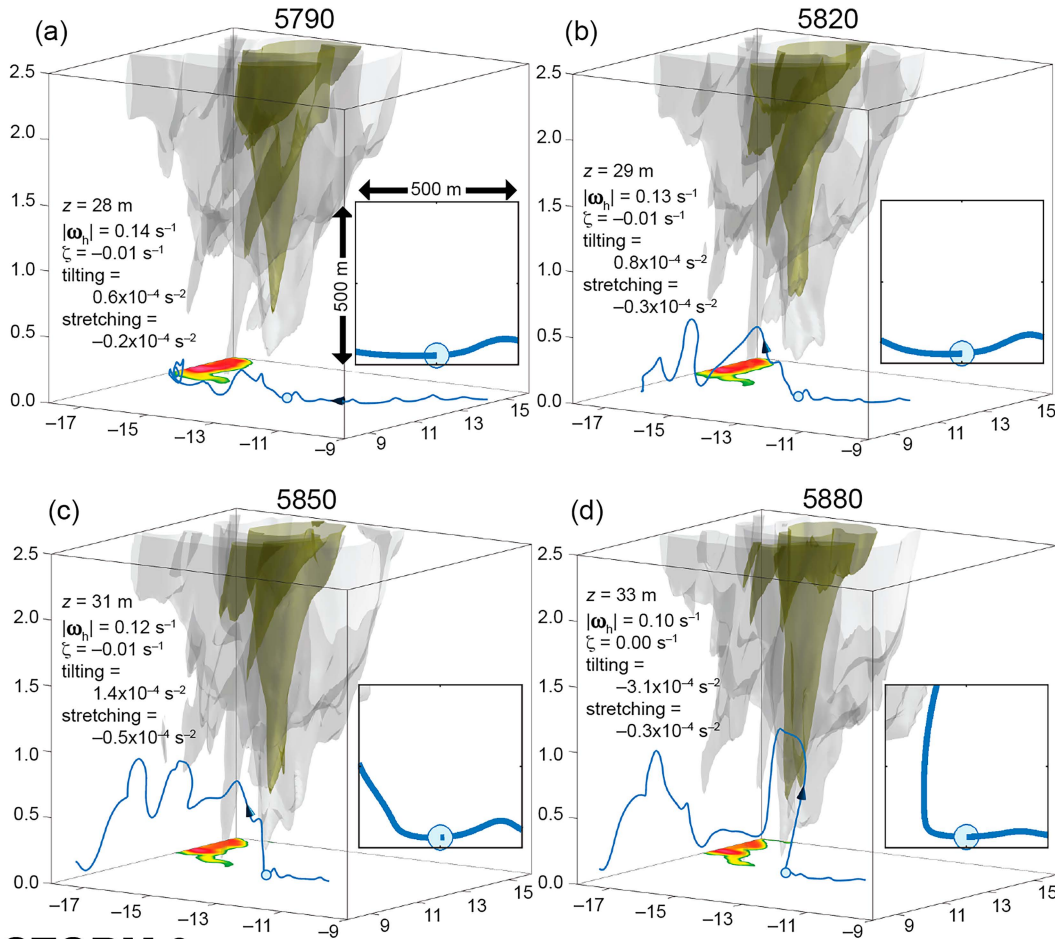 (a)
5790
2.5
2.0
1.5
1.0
0.5
0.0
z = 28 m
|ωh| = 0.14 s–1
ζ = –0.01 s–1
tilting =
0.6x10–4 s–2
stretching =
–0.2x10–4 s–2
500 m
500 m
–17
–15
–13
–11
–9
9
11
13
15
(b)
5820
2.5
2.0
1.5
1.0
0.5
0.0
z = 29 m
|ωh| = 0.13 s–1
ζ = –0.01 s–1
tilting =
0.8x10–4 s–2
stretching =
–0.3x10–4 s–2
–17
–15
–13
–11
–9
9
11
13
15
(c)
5850
2.5
2.0
1.5
1.0
0.5
0.0
z = 31 m
|ωh| = 0.12 s–1
ζ = –0.01 s–1
tilting =
1.4x10–4 s–2
stretching =
–0.5x10–4 s–2
–17
–15
–13
–11
–9
9
11
13
15
(d)
5880
2.5
2.0
1.5
1.0
0.5
0.0
z = 33 m
|ωh| = 0.10 s–1
ζ = 0.00 s–1
tilting =
–3.1x10–4 s–2
stretching =
–0.3x10–4 s–2
–17
–15
–13
–11
–9
9
11
13
15